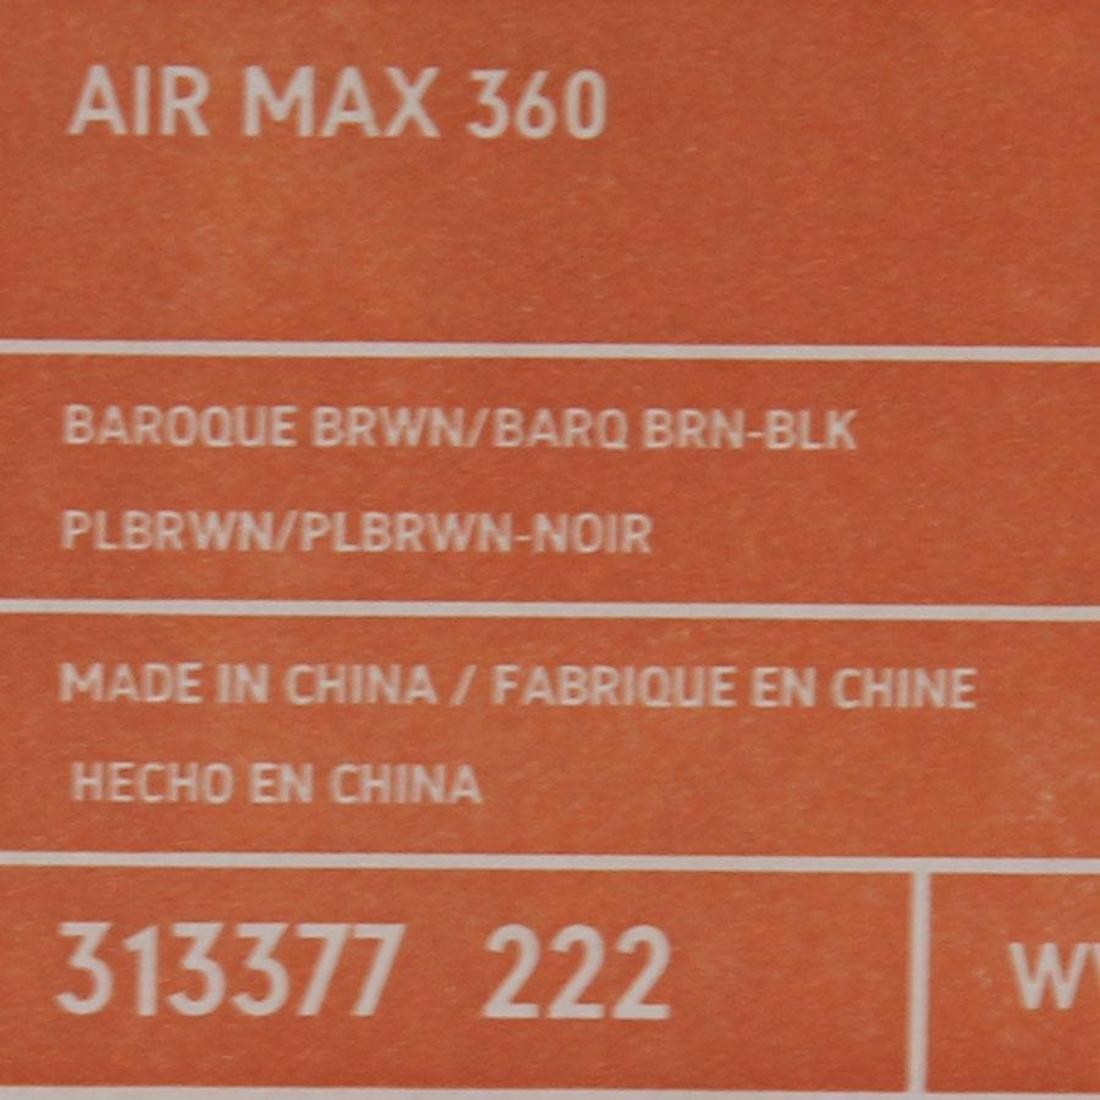 AIR MAX 360
BAROQUE BRWN/BARQ BRN-BLK
PLBRWN/PLBRWN-NOIR
MADE IN CHINA / FABRIQUE EN CHINE
HECHO EN CHINA
313377 222